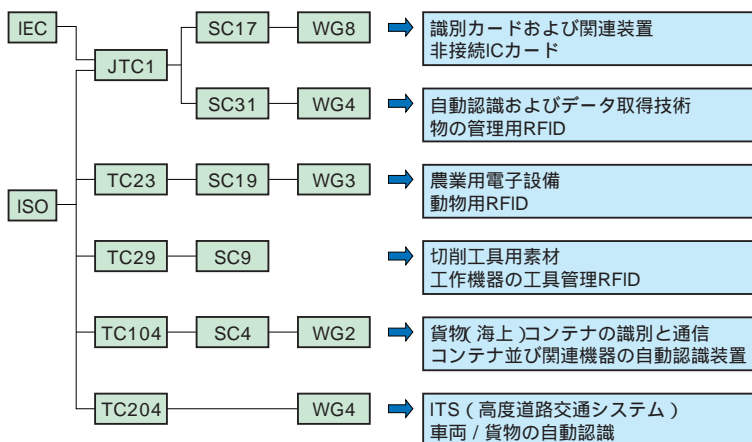 IEC
JTC1
SC17
WG8
識別カードおよび関連装置
非接続ICカード
SC31
WG4
自動認識およびデータ取得技術
物の管理用RFID
ISO
TC23
SC19
WG3
農業用電子設備
動物用RFID
TC29
SC9
切削工具用素材
工作機器の工具管理RFID
TC104
SC4
WG2
貨物(海上)コンテナの識別と通信
コンテナ並び関連機器の自動認識装置
TC204
WG4
ITS(高度道路交通システム)
車両/貨物の自動認識